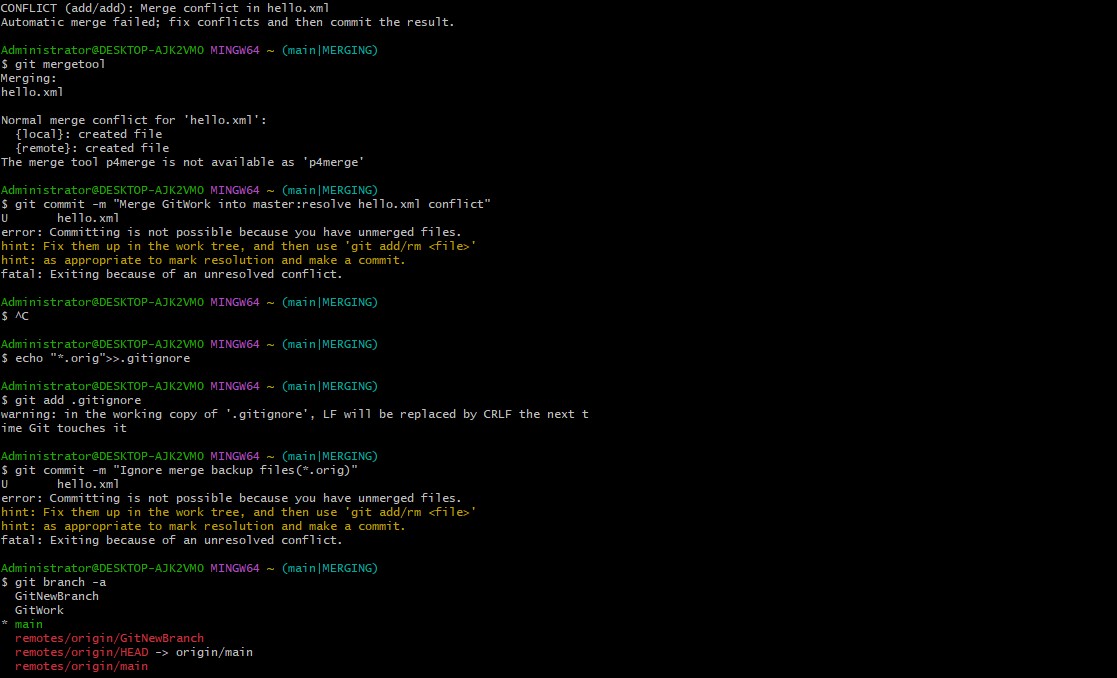 CONFLICT (add/add): Merge conflict in hello.xml
Automatic merge failed; fix conflicts and then commit the result.
Administrator@DESKTOP-AJK2VMO MINGW64 ~ (main|MERGING)
$ git mergetool
Merging:
hello.xml
Normal merge conflict for 'hello.xml':
  {local}: created file
  {remote}: created file
The merge tool p4merge is not available as 'p4merge'
Administrator@DESKTOP-AJK2VMO MINGW64 ~ (main|MERGING)
$ git commit -m "Merge GitWork into master:resolve hello.xml conflict"
U       hello.xml
error: Committing is not possible because you have unmerged files.
hint: Fix them up in the work tree, and then use 'git add/rm <file>'
hint: as appropriate to mark resolution and make a commit.
fatal: Exiting because of an unresolved conflict.
Administrator@DESKTOP-AJK2VMO MINGW64 ~ (main|MERGING)
$ ^C
Administrator@DESKTOP-AJK2VMO MINGW64 ~ (main|MERGING)
$ echo "*.orig">>.gitignore
Administrator@DESKTOP-AJK2VMO MINGW64 ~ (main|MERGING)
$ git add .gitignore
warning: in the working copy of '.gitignore', LF will be replaced by CRLF the next t
ime Git touches it
Administrator@DESKTOP-AJK2VMO MINGW64 ~ (main|MERGING)
$ git commit -m "Ignore merge backup files(*.orig)"
U       hello.xml
error: Committing is not possible because you have unmerged files.
hint: Fix them up in the work tree, and then use 'git add/rm <file>'
hint: as appropriate to mark resolution and make a commit.
fatal: Exiting because of an unresolved conflict.
Administrator@DESKTOP-AJK2VMO MINGW64 ~ (main|MERGING)
$ git branch -a
  GitNewBranch
  GitWork
* main
  remotes/origin/GitNewBranch
  remotes/origin/HEAD -> origin/main
  remotes/origin/main